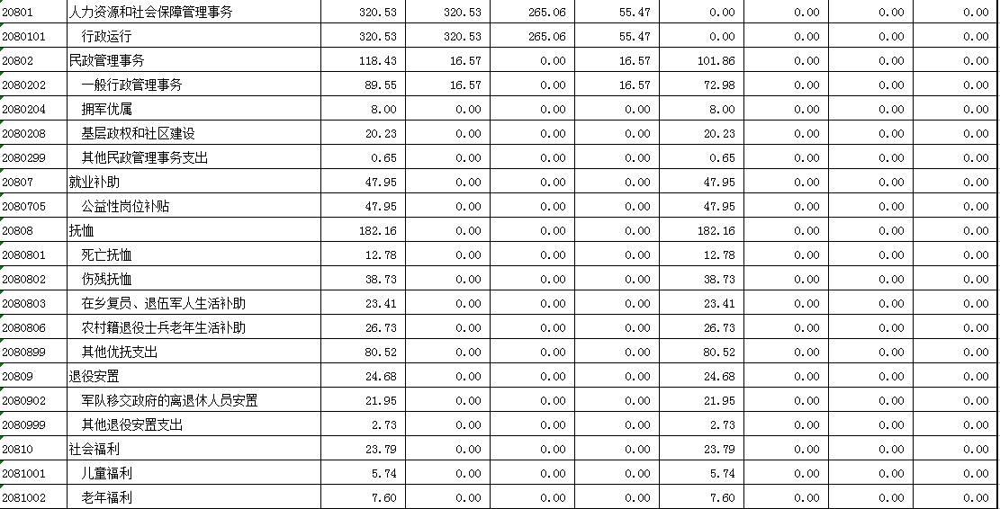 20801 人力资源和社会保障管理事务 320.53 320.53 265.06 55.47 0.00 0.00 0.00 0.00
2080101 行政运行 320.53 320.53 265.06 55.47 0.00 0.00 0.00 0.00
20802 民政管理事务 118.43 16.57 0.00 16.57 101.86 0.00 0.00 0.00
2080202 一般行政管理事务 89.55 16.57 0.00 16.57 72.98 0.00 0.00 0.00
2080204 拥军优属 8.00 0.00 0.00 0.00 8.00 0.00 0.00 0.00
2080208 基层政权和社区建设 20.23 0.00 0.00 0.00 20.23 0.00 0.00 0.00
2080299 其他民政管理事务支出 0.65 0.00 0.00 0.00 0.65 0.00 0.00 0.00
20807 就业补助 47.95 0.00 0.00 0.00 47.95 0.00 0.00 0.00
2080705 公益性岗位补贴 47.95 0.00 0.00 0.00 47.95 0.00 0.00 0.00
20808 抚恤 182.16 0.00 0.00 0.00 182.16 0.00 0.00 0.00
2080801 死亡抚恤 12.78 0.00 0.00 0.00 12.78 0.00 0.00 0.00
2080802 伤残抚恤 38.73 0.00 0.00 0.00 38.73 0.00 0.00 0.00
2080803 在乡复员、退伍军人生活补助 23.41 0.00 0.00 0.00 23.41 0.00 0.00 0.00
2080806 农村籍退役士兵老年生活补助 26.73 0.00 0.00 0.00 26.73 0.00 0.00 0.00
2080899 其他优抚支出 80.52 0.00 0.00 0.00 80.52 0.00 0.00 0.00
20809 退役安置 24.68 0.00 0.00 0.00 24.68 0.00 0.00 0.00
2080902 军队移交政府的离退休人员安置 21.95 0.00 0.00 0.00 21.95 0.00 0.00 0.00
2080999 其他退役安置支出 2.73 0.00 0.00 0.00 2.73 0.00 0.00 0.00
20810 社会福利 23.79 0.00 0.00 0.00 23.79 0.00 0.00 0.00
2081001 儿童福利 5.74 0.00 0.00 0.00 5.74 0.00 0.00 0.00
2081002 老年福利 7.60 0.00 0.00 0.00 7.60 0.00 0.00 0.00